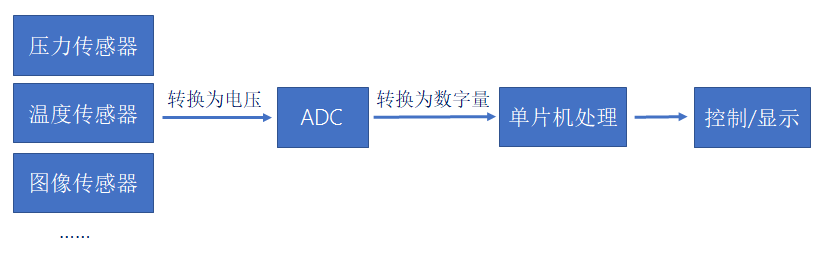 压力传感器
温度传感器
图像传感器
……
转换为电压
ADC
转换为数字量
单片机处理
控制/显示